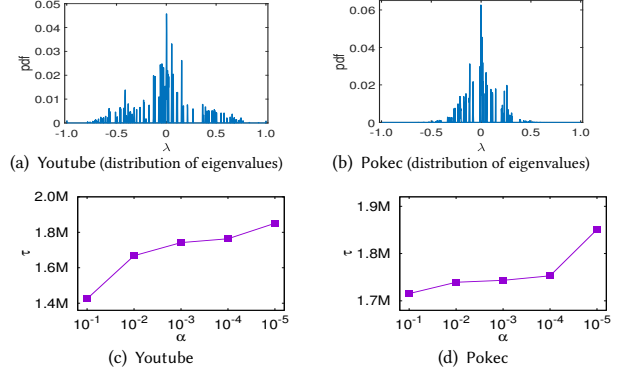 0.05
0.04
0.03
0.02
0.01
0
pdf
-1.0
-0.5
0
0.5
1.0
λ
(a) Youtube (distribution of eigenvalues)
0.06
0.04
0.02
0
pdf
-1.0
-0.5
0
0.5
1.0
λ
(b) Pokec (distribution of eigenvalues)
2.0M
1.8M
1.6M
1.4M
τ
10⁻¹
10⁻²
10⁻³
10⁻⁴
10⁻⁵
α
(c) Youtube
1.9M
1.8M
1.7M
τ
10⁻¹
10⁻²
10⁻³
10⁻⁴
10⁻⁵
α
(d) Pokec